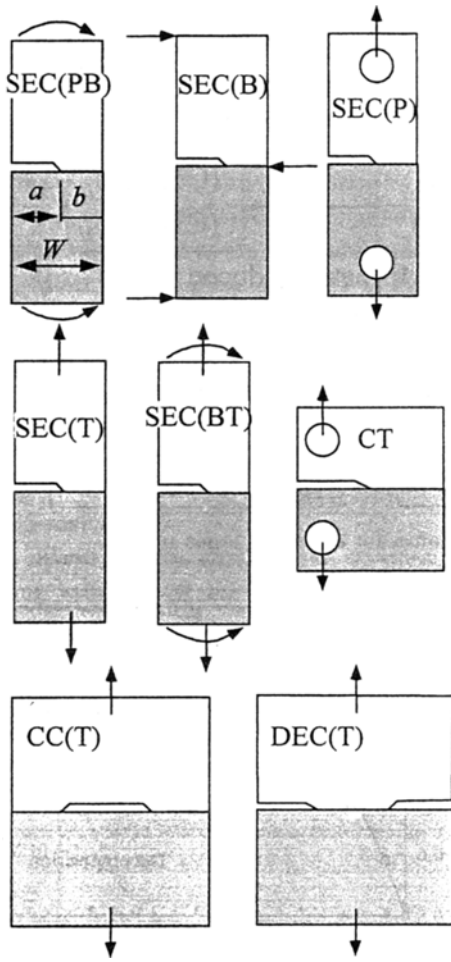 SEC(PB)
SEC(B)
SEC(P)
a
b
W
SEC(T)
SEC(BT)
CT
CC(T)
DEC(T)